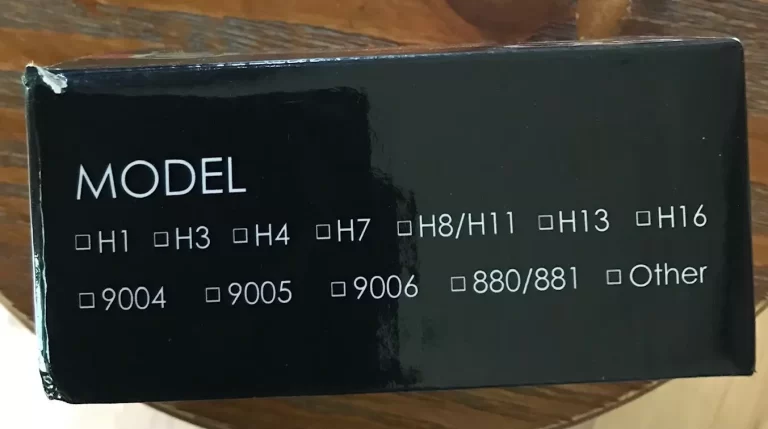 MODEL
□H1 □H3 □H4 □H7 □H8/H11 □H13 □H16
□9004 □9005 □9006 □880/881 □Other